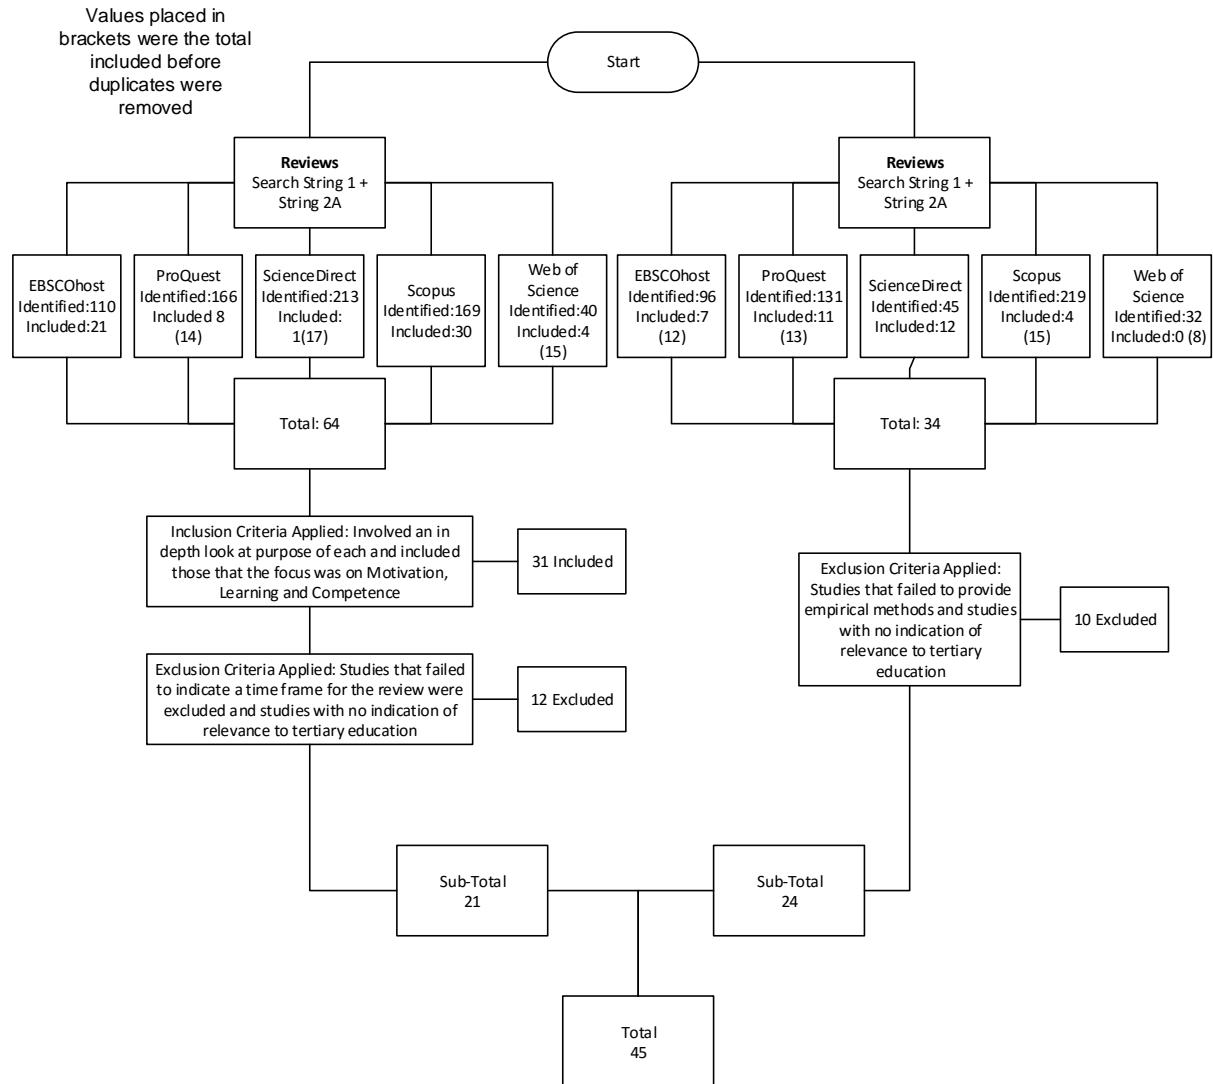 Values placed in
brackets were the total
included before
duplicates were
removed
Start
Reviews
Search String 1 +
String 2A
Reviews
Search String 1 +
String 2A
EBSCOhost
Identified:110
Included:21
ProQuest
Identified:166
Included 8
(14)
ScienceDirect
Identified:213
Included:
1(17)
Scopus
Identified:169
Included:30
Web of
Science
Identified:40
Included:4
(15)
EBSCOhost
Identified:96
Included:7
(12)
ProQuest
Identified:131
Included:11
(13)
ScienceDirect
Identified:45
Included:12
Scopus
Identified:219
Included:4
(15)
Web of
Science
Identified:32
Included:0 (8)
Total: 64
Total: 34
Inclusion Criteria Applied: Involved an in
depth look at purpose of each and included
those that the focus was on Motivation,
Learning and Competence
31 Included
Exclusion Criteria Applied:
Studies that failed to provide
empirical methods and studies
with no indication of
relevance to tertiary
education
10 Excluded
Exclusion Criteria Applied: Studies that failed
to indicate a time frame for the review were
excluded and studies with no indication of
relevance to tertiary education
12 Excluded
Sub-Total
21
Sub-Total
24
Total
45